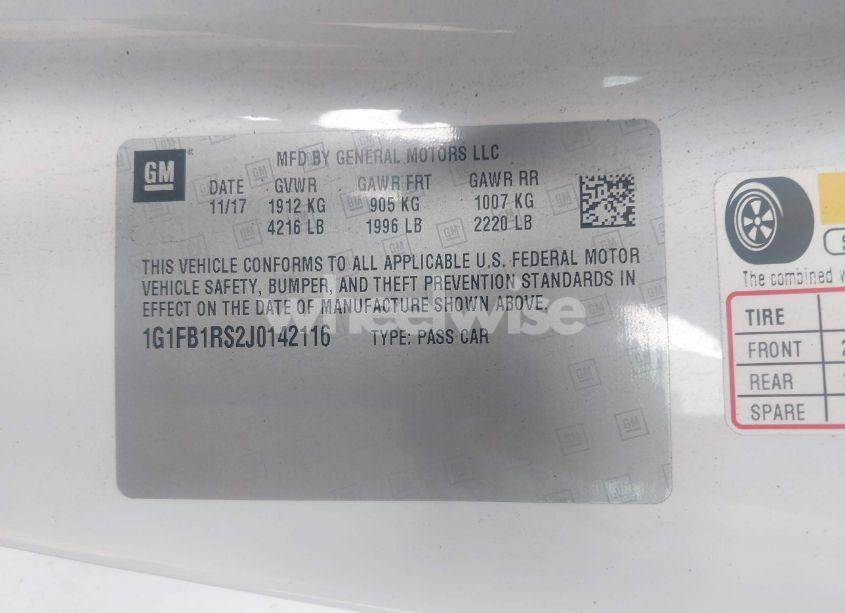 GM
MFD BY GENERAL MOTORS LLC
DATE GVWR GAWR FRT GAWR RR
11/17 1912 KG 905 KG 1007 KG
4216 LB 1996 LB 2220 LB
THIS VEHICLE CONFORMS TO ALL APPLICABLE U.S. FEDERAL MOTOR
VEHICLE SAFETY, BUMPER, AND THEFT PREVENTION STANDARDS IN
EFFECT ON THE DATE OF MANUFACTURE SHOWN ABOVE.
wheelwise
1G1FB1RS2J0142116 TYPE: PASS CAR
The combined
TIRE
FRONT
REAR
SPARE